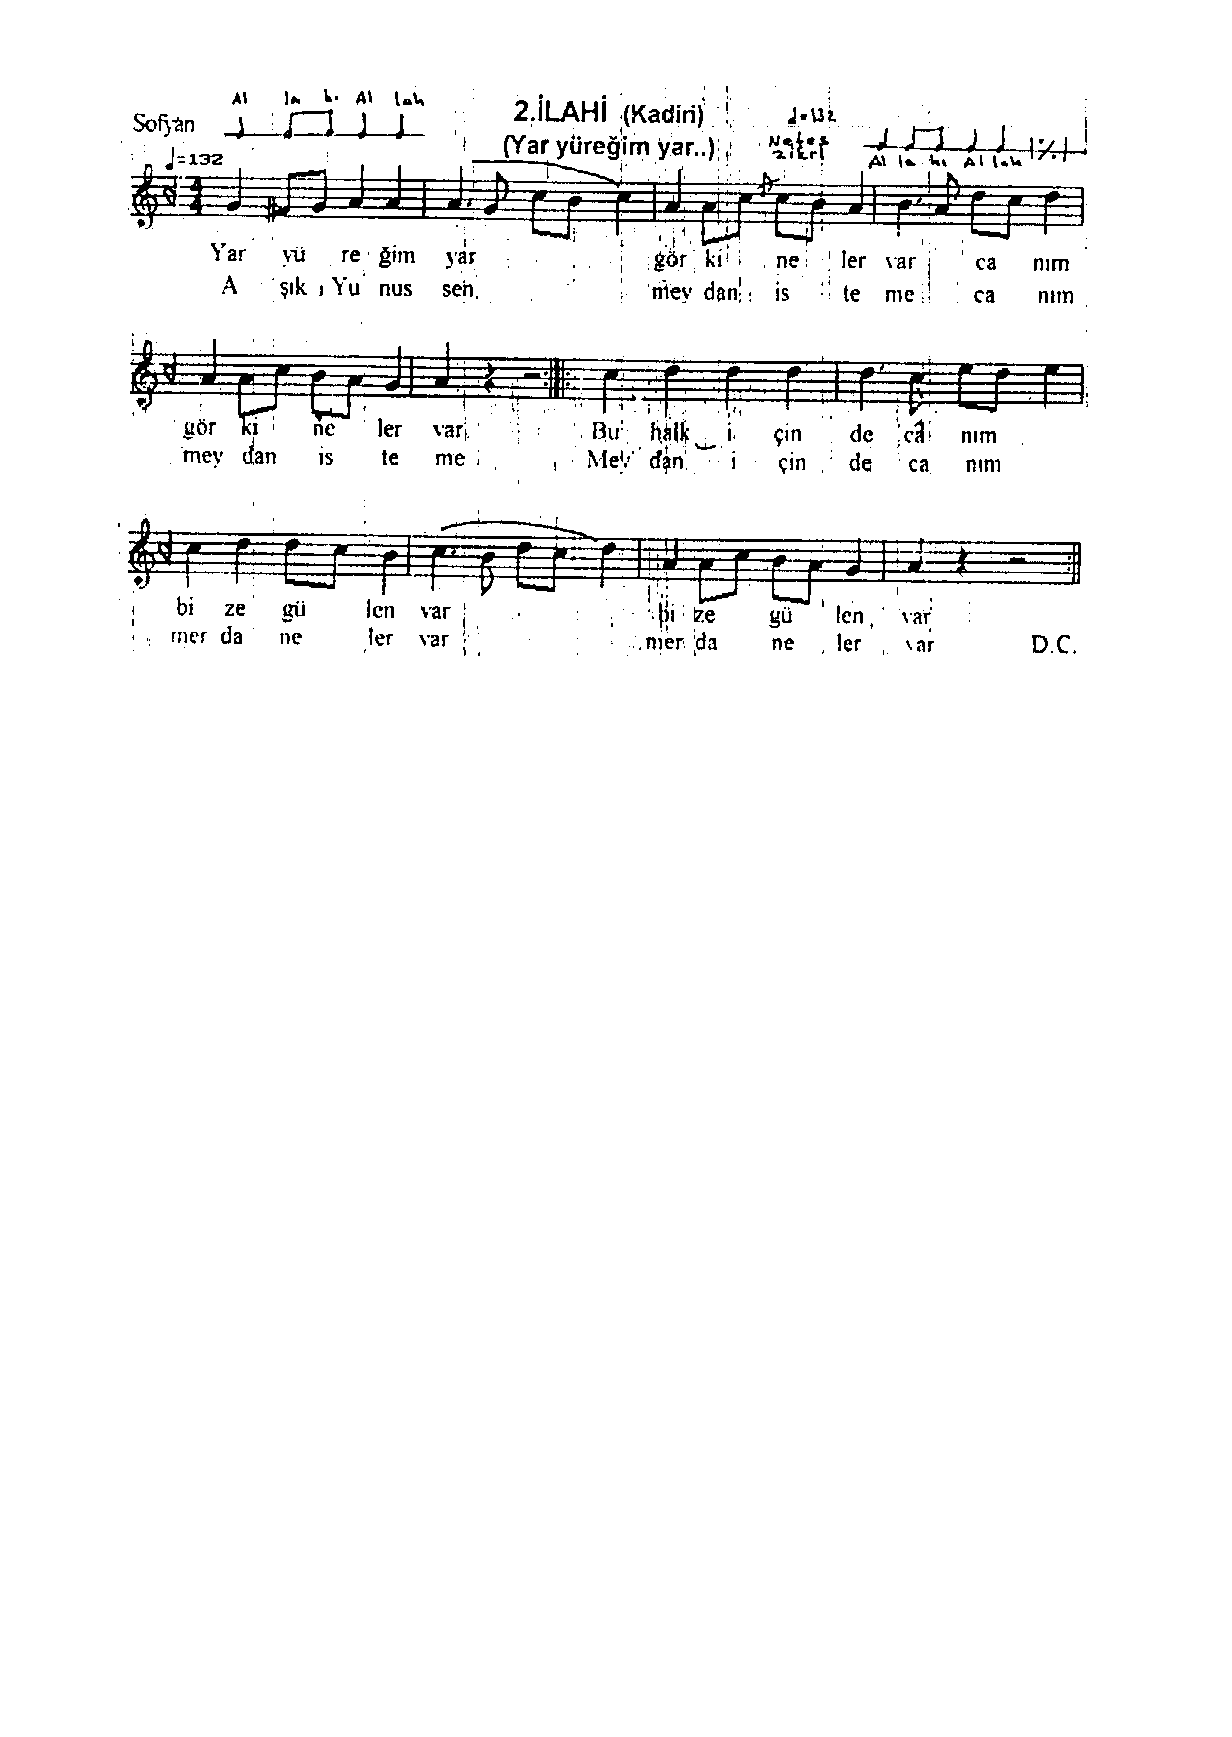 Al la hi Al lah
2.İLAHİ (Kadiri)
♩=132
Sofyan
(Yar yüreğim yar..)
Nefes
zikri
♩=132
Al la hi Al lah
4
4
Yar yü re ğim yar gör ki ne ler var ca nım
A şık Yu nus sen meydan is te me ca nım
gör ki ne ler var Bu halk i çin de ca nım
mey dan is te me Mey dan i çin de ca nım
bi ze gü len var bi ze gü len var
mer da ne ler var mer da ne ler var D.C.